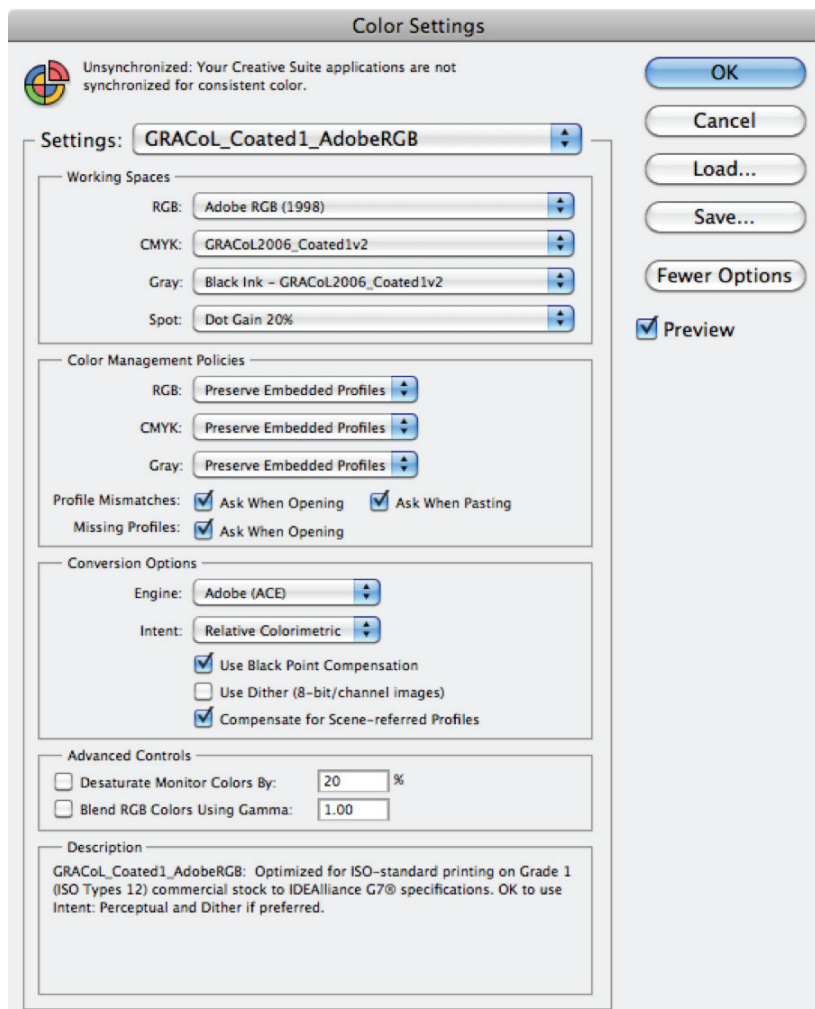 Color Settings
Unsynchronized: Your Creative Suite applications are not
synchronized for consistent color.
OK
Cancel
Load...
Save...
Fewer Options
Preview
Settings: GRACoL_Coated1_AdobeRGB
Working Spaces
RGB: Adobe RGB (1998)
CMYK: GRACoL2006_Coated1v2
Gray: Black Ink - GRACoL2006_Coated1v2
Spot: Dot Gain 20%
Color Management Policies
RGB: Preserve Embedded Profiles
CMYK: Preserve Embedded Profiles
Gray: Preserve Embedded Profiles
Profile Mismatches: Ask When Opening Ask When Pasting
Missing Profiles: Ask When Opening
Conversion Options
Engine: Adobe (ACE)
Intent: Relative Colorimetric
Use Black Point Compensation
Use Dither (8-bit/channel images)
Compensate for Scene-referred Profiles
Advanced Controls
Desaturate Monitor Colors By: 20 %
Blend RGB Colors Using Gamma: 1.00
Description
GRACoL_Coated1_AdobeRGB: Optimized for ISO-standard printing on Grade 1
(ISO Types 12) commercial stock to IDEAlliance G7® specifications. OK to use
Intent: Perceptual and Dither if preferred.